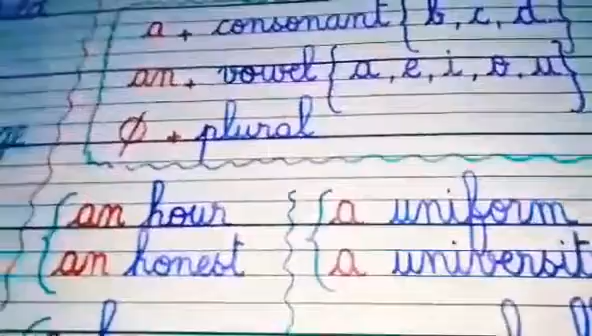 a + consonant { b, c, d }
an + vowel { a, e, i, o, u }
ϕ + plural
{ an hour { a uniform
{ an honest { a universit